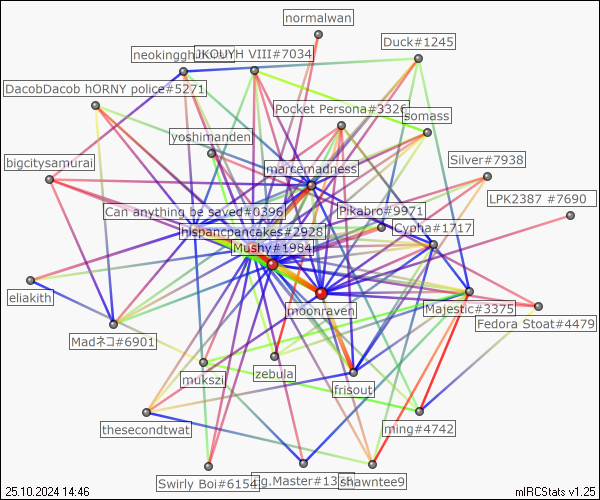 normalwan
Duck#1245
JKOUYH VIII#7034
DacobDacob hORNY police#5271
Pocket Persona#3326
somass
yoshimanden
bigcitysamurai
marcemadness
Silver#7938
LPK2387 #7690
Can anything be saved#0396
Pikabro#9971
hispancpancakes#2928
Cypha#1717
Mushy#1984
eliakith
moonraven
Majestic#3375
Fedora Stoat#4479
Madネコ#6901
mukszi
zebula
frisout
thesecondtwat
ming#4742
Swirly Boi#6154
shawntee9
25.10.2024 14:46
mIRCStats v1.25